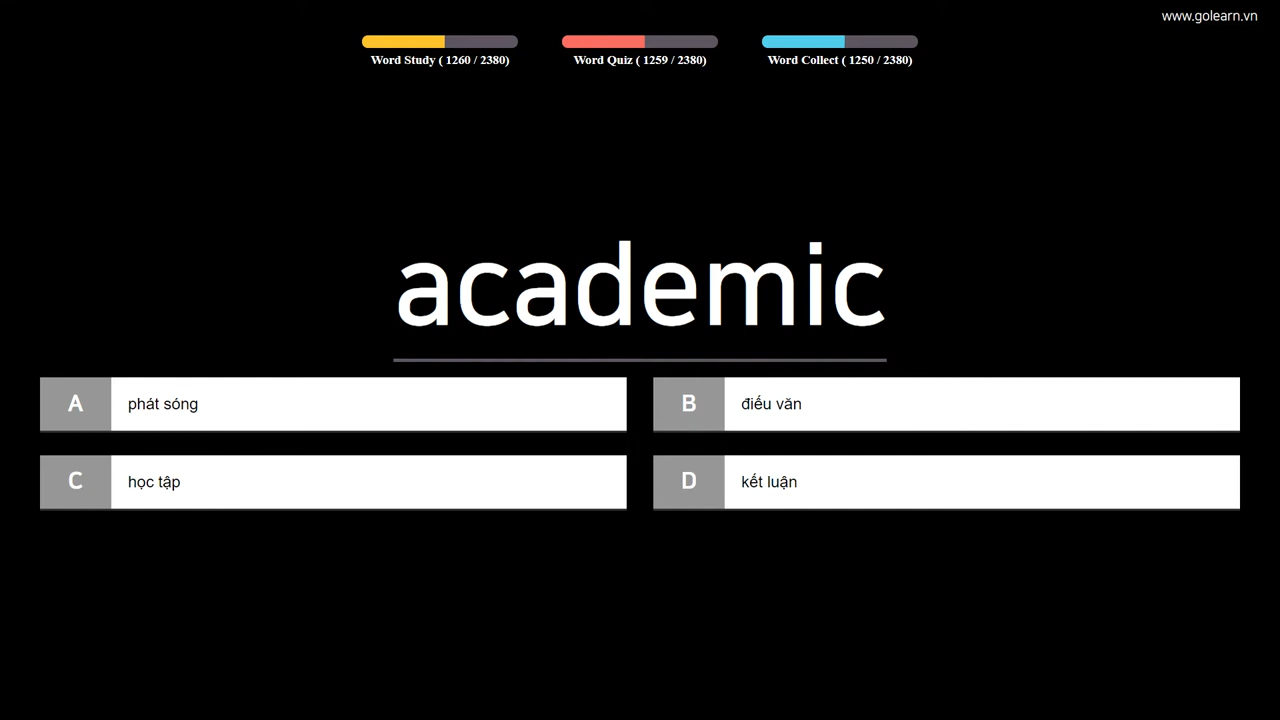 www.golearn.vn
Word Study ( 1260 / 2380)
Word Quiz ( 1259 / 2380)
Word Collect ( 1250 / 2380)
academic
A phát sóng
B điếu văn
C học tập
D kết luận